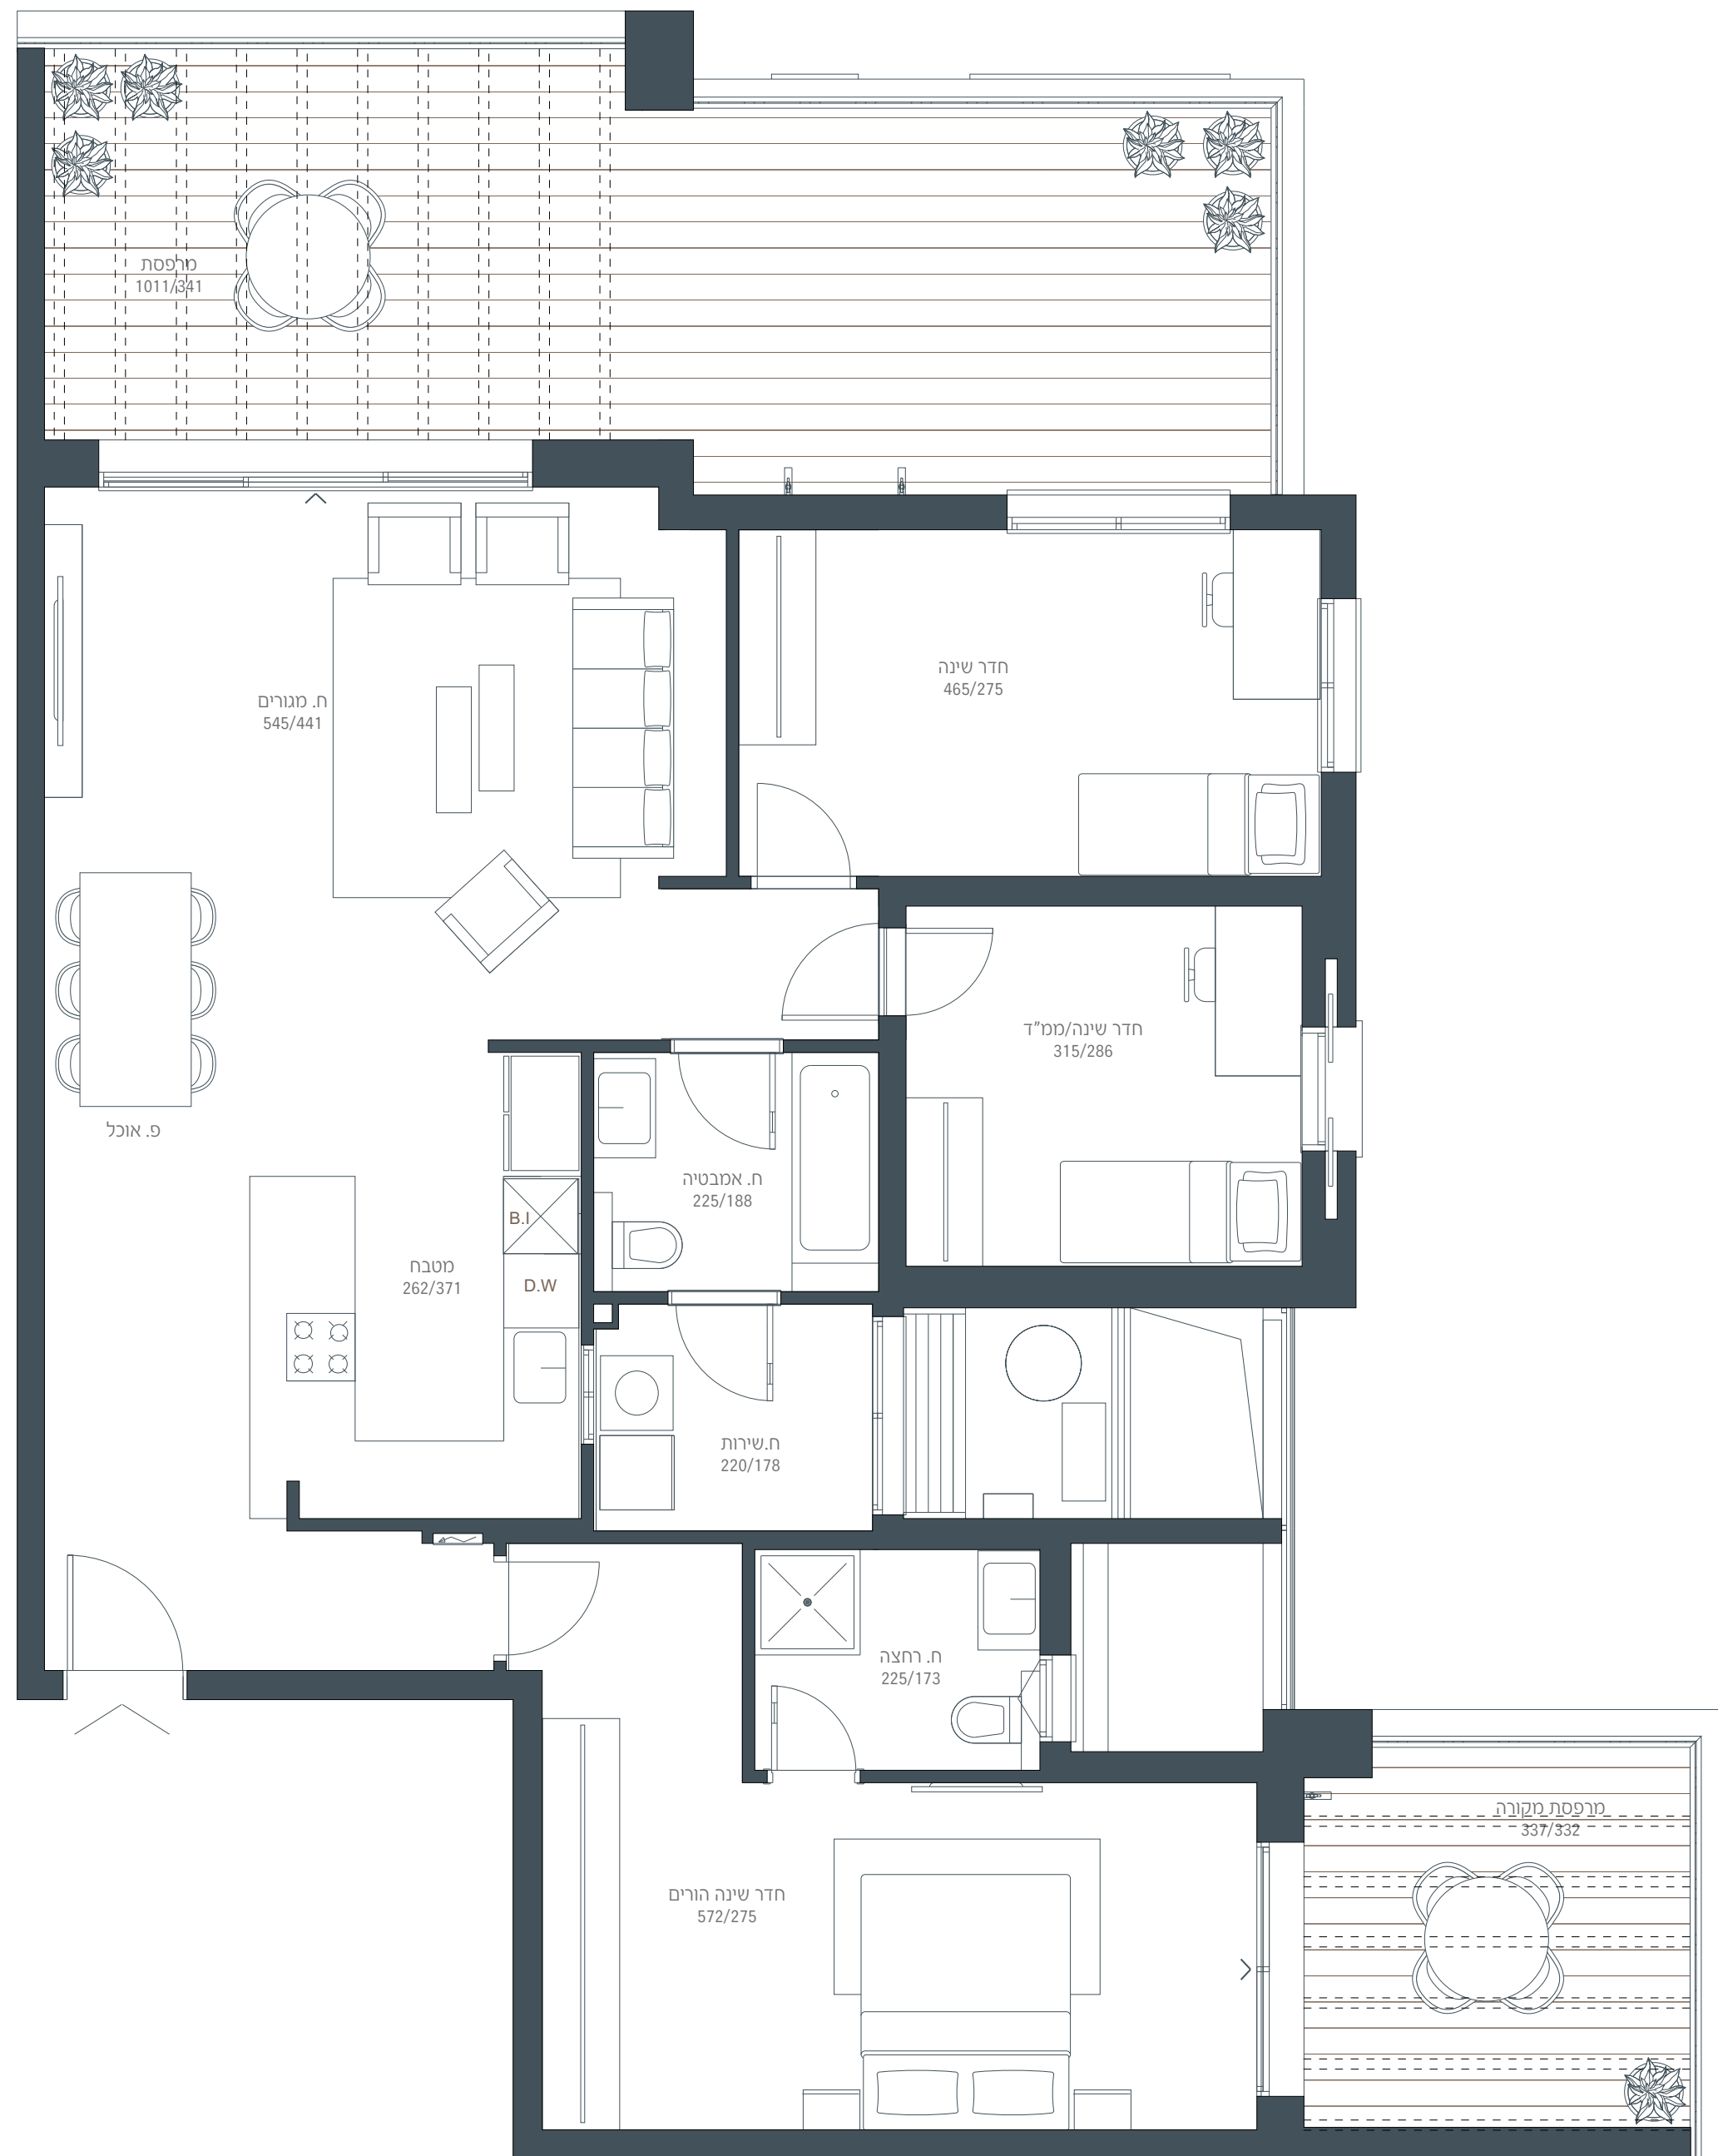 מרפסת
1011/341
חדר שינה
465/275
ח. מגורים
545/441
חדר שינה/ממ"ד
315/286
פ. אוכל
ח. אמבטיה
225/188
B.I
מטבח
262/371
D.W
ח.שירות
220/178
ח. רחצה
225/173
מרפסת מקורה
337/332
חדר שינה הורים
572/275